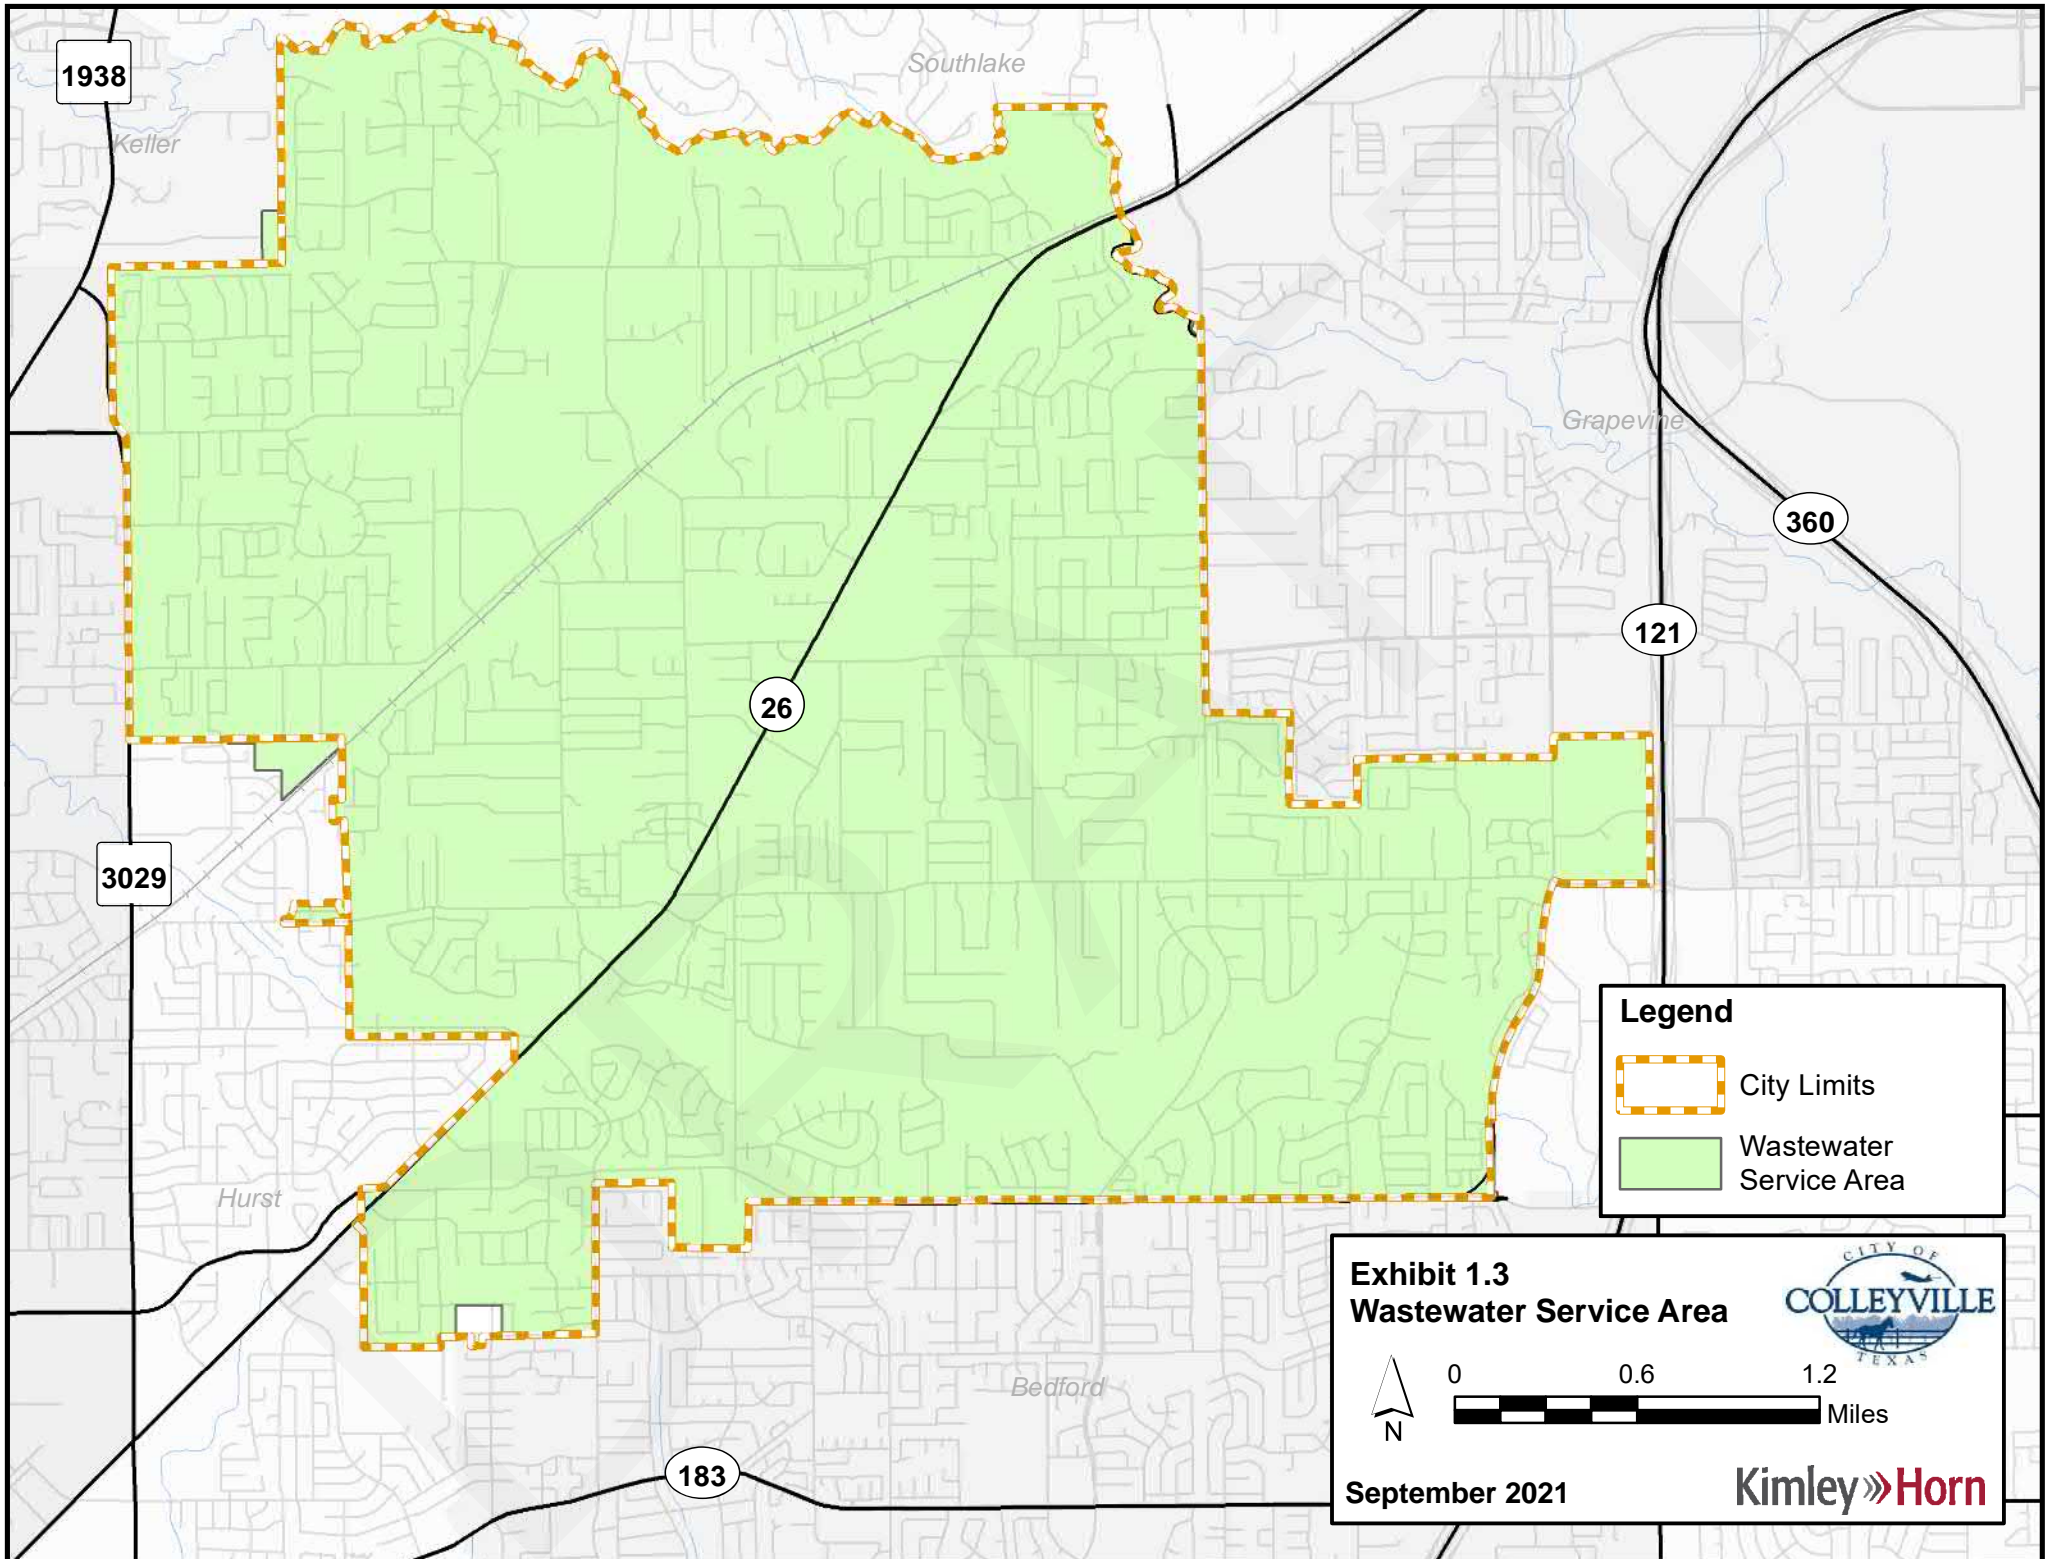 1938
Southlake
Keller
Grapevine
360
121
26
3029
Legend
City Limits
Wastewater
Service Area
Hurst
Exhibit 1.3
Wastewater Service Area
CITY OF
COLLEYVILLE
TEXAS
0 0.6 1.2
Miles
N
Bedford
183
September 2021
Kimley»Horn
DRAFT